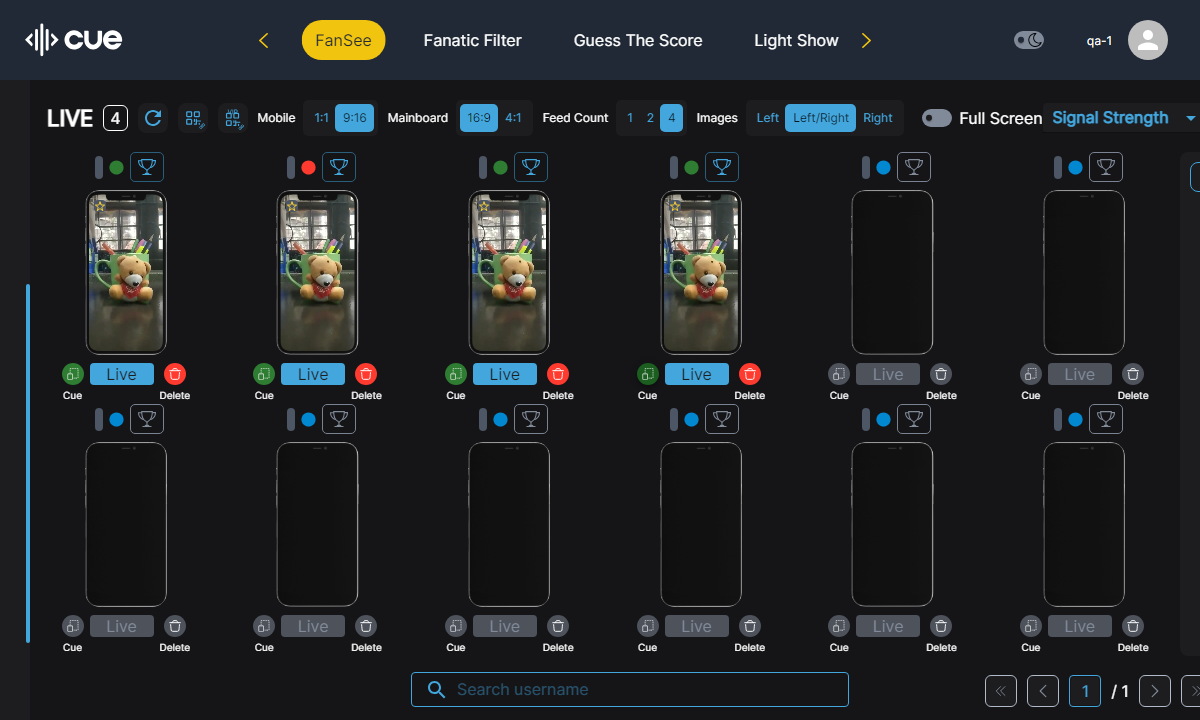 cue
FanSee
Fanatic Filter
Guess The Score
Light Show
qa-1
LIVE 4
Mobile 1:1 9:16
Mainboard 16:9 4:1
Feed Count 1 2 4
Images Left Left/Right Right
Full Screen
Signal Strength
Live Live Live Live Live Live
Cue Delete Cue Delete Cue Delete Cue Delete Cue Delete Cue Delete
Live Live Live Live Live Live
Cue Delete Cue Delete Cue Delete Cue Delete Cue Delete Cue Delete
Search username
1 / 1